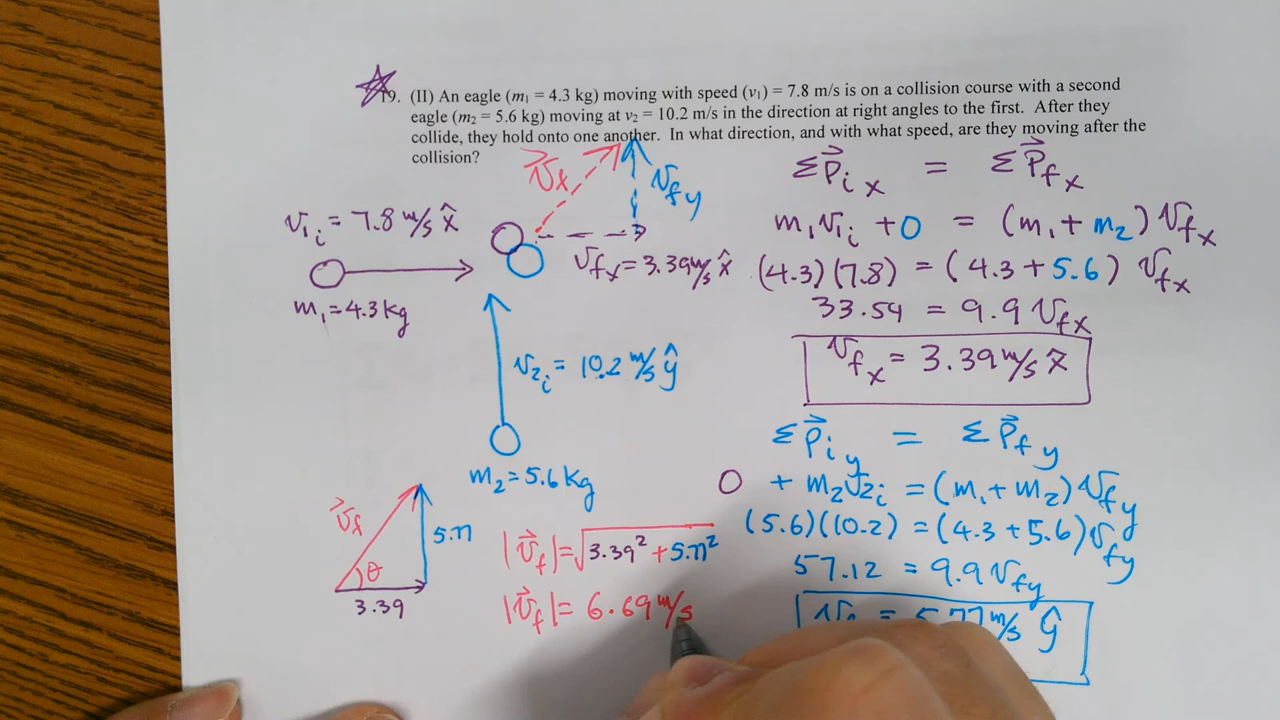 19. (II) An eagle (m₁ = 4.3 kg) moving with speed (v₁) = 7.8 m/s is on a collision course with a second
eagle (m₂ = 5.6 kg) moving at v₂ = 10.2 m/s in the direction at right angles to the first. After they
collide, they hold onto one another. In what direction, and with what speed, are they moving after the
collision?
v⃗f
vfy
v₁ᵢ = 7.8 m/s x̂
vfx = 3.39 m/s x̂
m₁ = 4.3 kg
v₂ᵢ = 10.2 m/s ŷ
m₂ = 5.6 kg
v⃗f
5.77
θ
3.39
|v⃗f| = √3.39² + 5.77²
|v⃗f| = 6.69 m/s
Σp⃗ᵢx = Σp⃗fx
m₁v₁ᵢ + 0 = (m₁ + m₂) vfx
(4.3)(7.8) = (4.3 + 5.6) vfx
33.54 = 9.9 vfx
vfx = 3.39 m/s x̂
Σp⃗ᵢy = Σp⃗fy
0 + m₂v₂ᵢ = (m₁ + m₂) vfy
(5.6)(10.2) = (4.3 + 5.6) vfy
57.12 = 9.9 vfy
= 5.77 m/s ŷ